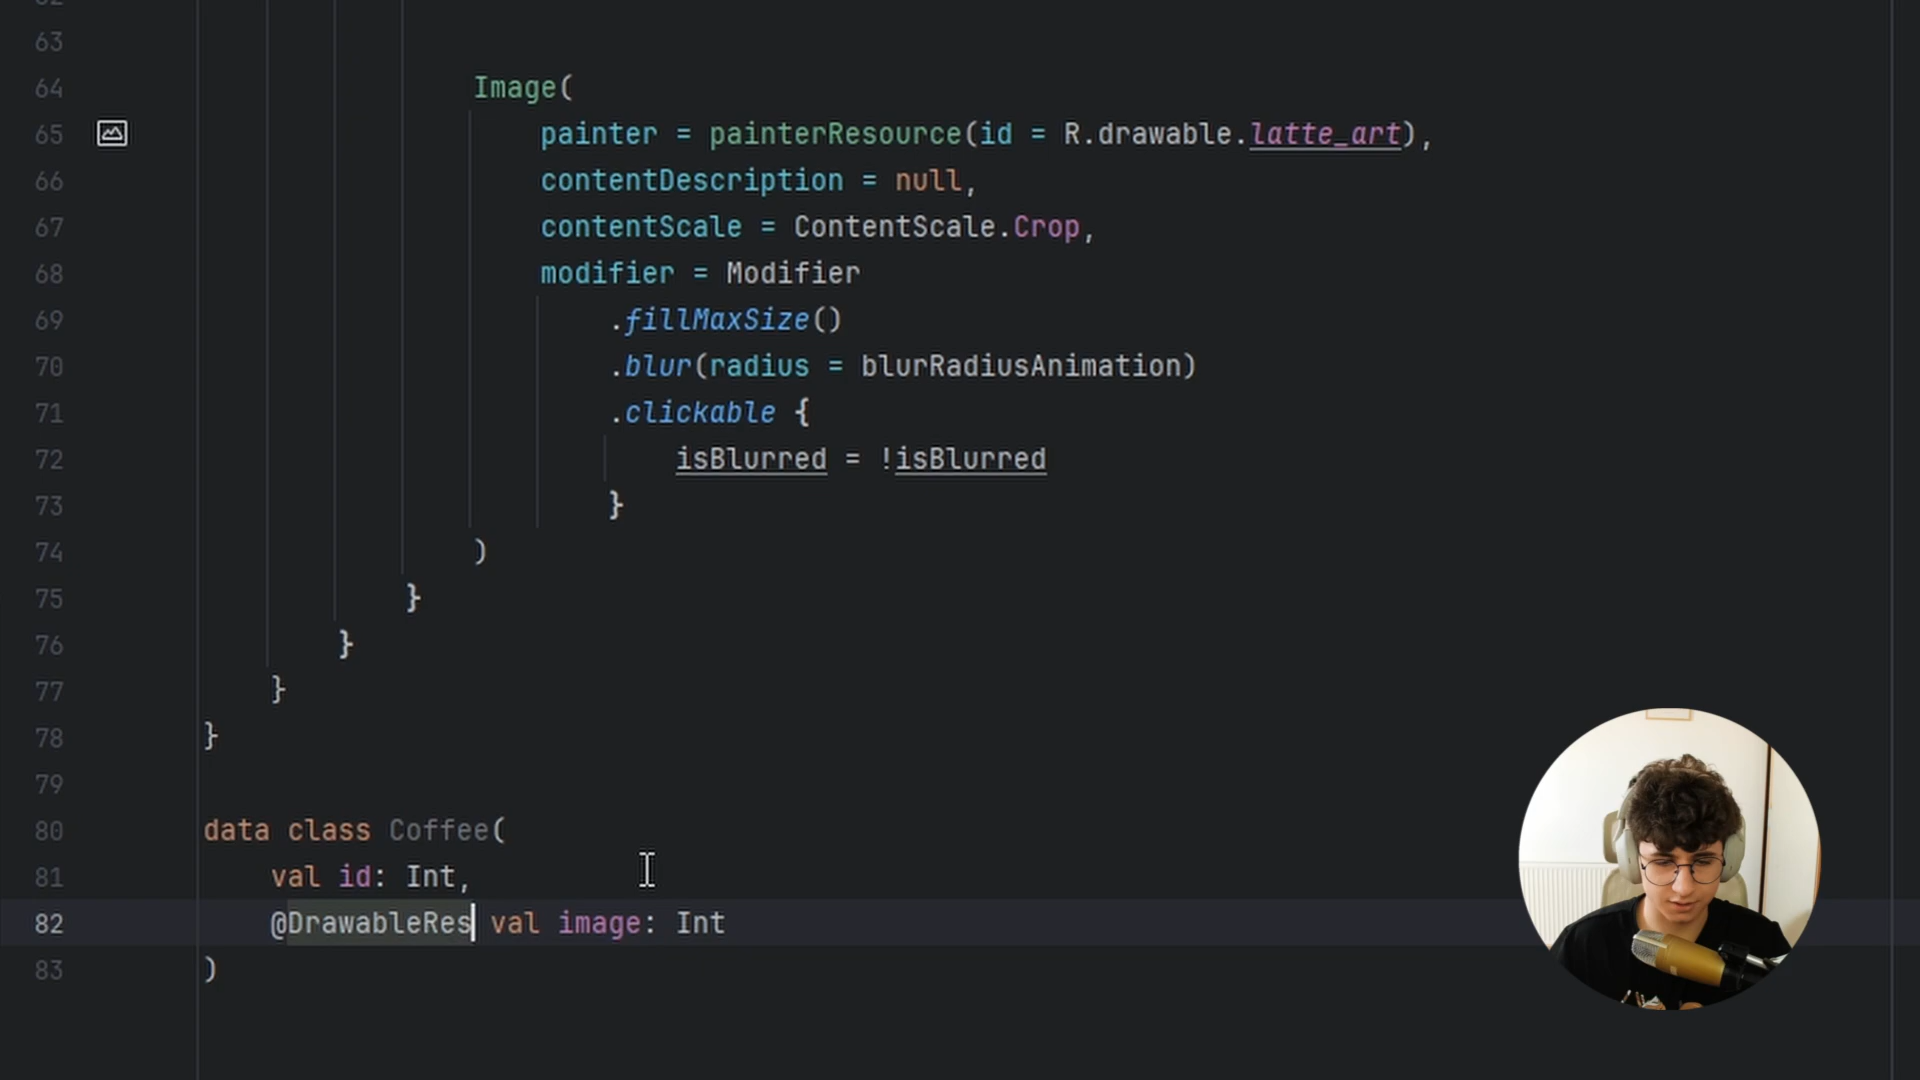 62
63
64 Image(
65 painter = painterResource(id = R.drawable.latte_art),
66 contentDescription = null,
67 contentScale = ContentScale.Crop,
68 modifier = Modifier
69 .fillMaxSize()
70 .blur(radius = blurRadiusAnimation)
71 .clickable {
72 isBlurred = !isBlurred
73 }
74 )
75 }
76 }
77 }
78 }
79
80 data class Coffee(
81 val id: Int,
82 @DrawableRes val image: Int
83 )